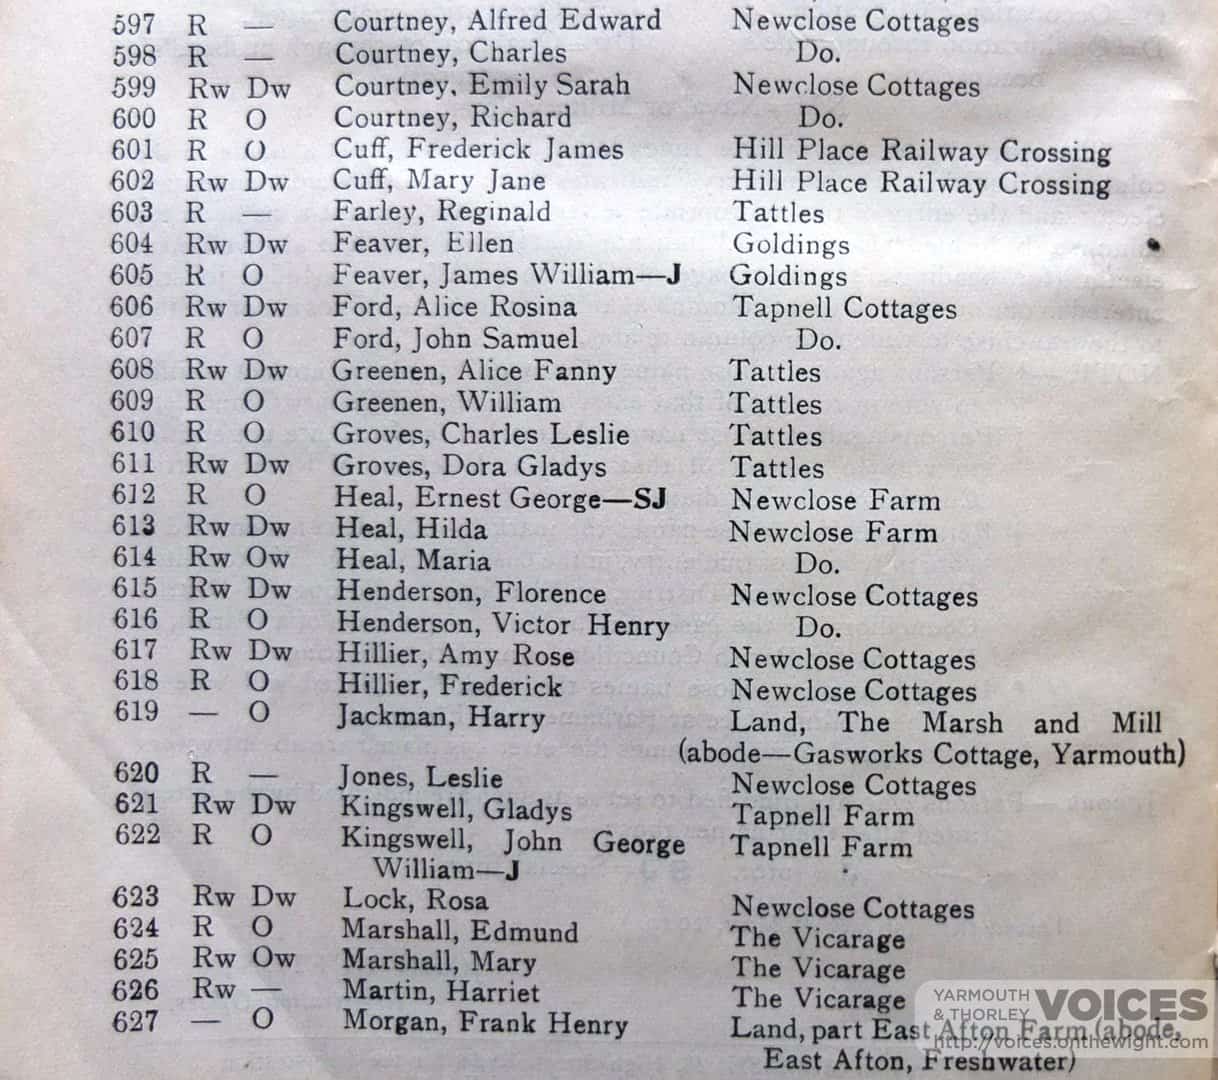 597 R — Courtney, Alfred Edward Newclose Cottages
598 R — Courtney, Charles Do.
599 Rw Dw Courtney, Emily Sarah Newclose Cottages
600 R O Courtney, Richard Do.
601 R O Cuff, Frederick James Hill Place Railway Crossing
602 Rw Dw Cuff, Mary Jane Hill Place Railway Crossing
603 R — Farley, Reginald Tattles
604 Rw Dw Feaver, Ellen Goldings
605 R O Feaver, James William—J Goldings
606 Rw Dw Ford, Alice Rosina Tapnell Cottages
607 R O Ford, John Samuel Do.
608 Rw Dw Greenen, Alice Fanny Tattles
609 R O Greenen, William Tattles
610 R O Groves, Charles Leslie Tattles
611 Rw Dw Groves, Dora Gladys Tattles
612 R O Heal, Ernest George—SJ Newclose Farm
613 Rw Dw Heal, Hilda Newclose Farm
614 Rw Ow Heal, Maria Do.
615 Rw Dw Henderson, Florence Newclose Cottages
616 R O Henderson, Victor Henry Do.
617 Rw Dw Hillier, Amy Rose Newclose Cottages
618 R O Hillier, Frederick Newclose Cottages
619 — O Jackman, Harry Land, The Marsh and Mill
(abode—Gasworks Cottage, Yarmouth)
620 R — Jones, Leslie Newclose Cottages
621 Rw Dw Kingswell, Gladys Tapnell Farm
622 R O Kingswell, John George Tapnell Farm
William—J
623 Rw Dw Lock, Rosa Newclose Cottages
624 R O Marshall, Edmund The Vicarage
625 Rw Ow Marshall, Mary The Vicarage
626 Rw — Martin, Harriet The Vicarage
627 — O Morgan, Frank Henry Land, part East Afton Farm (abode,
East Afton, Freshwater)
YARMOUTH & THORLEY VOICES
http://voices.onthewight.com/